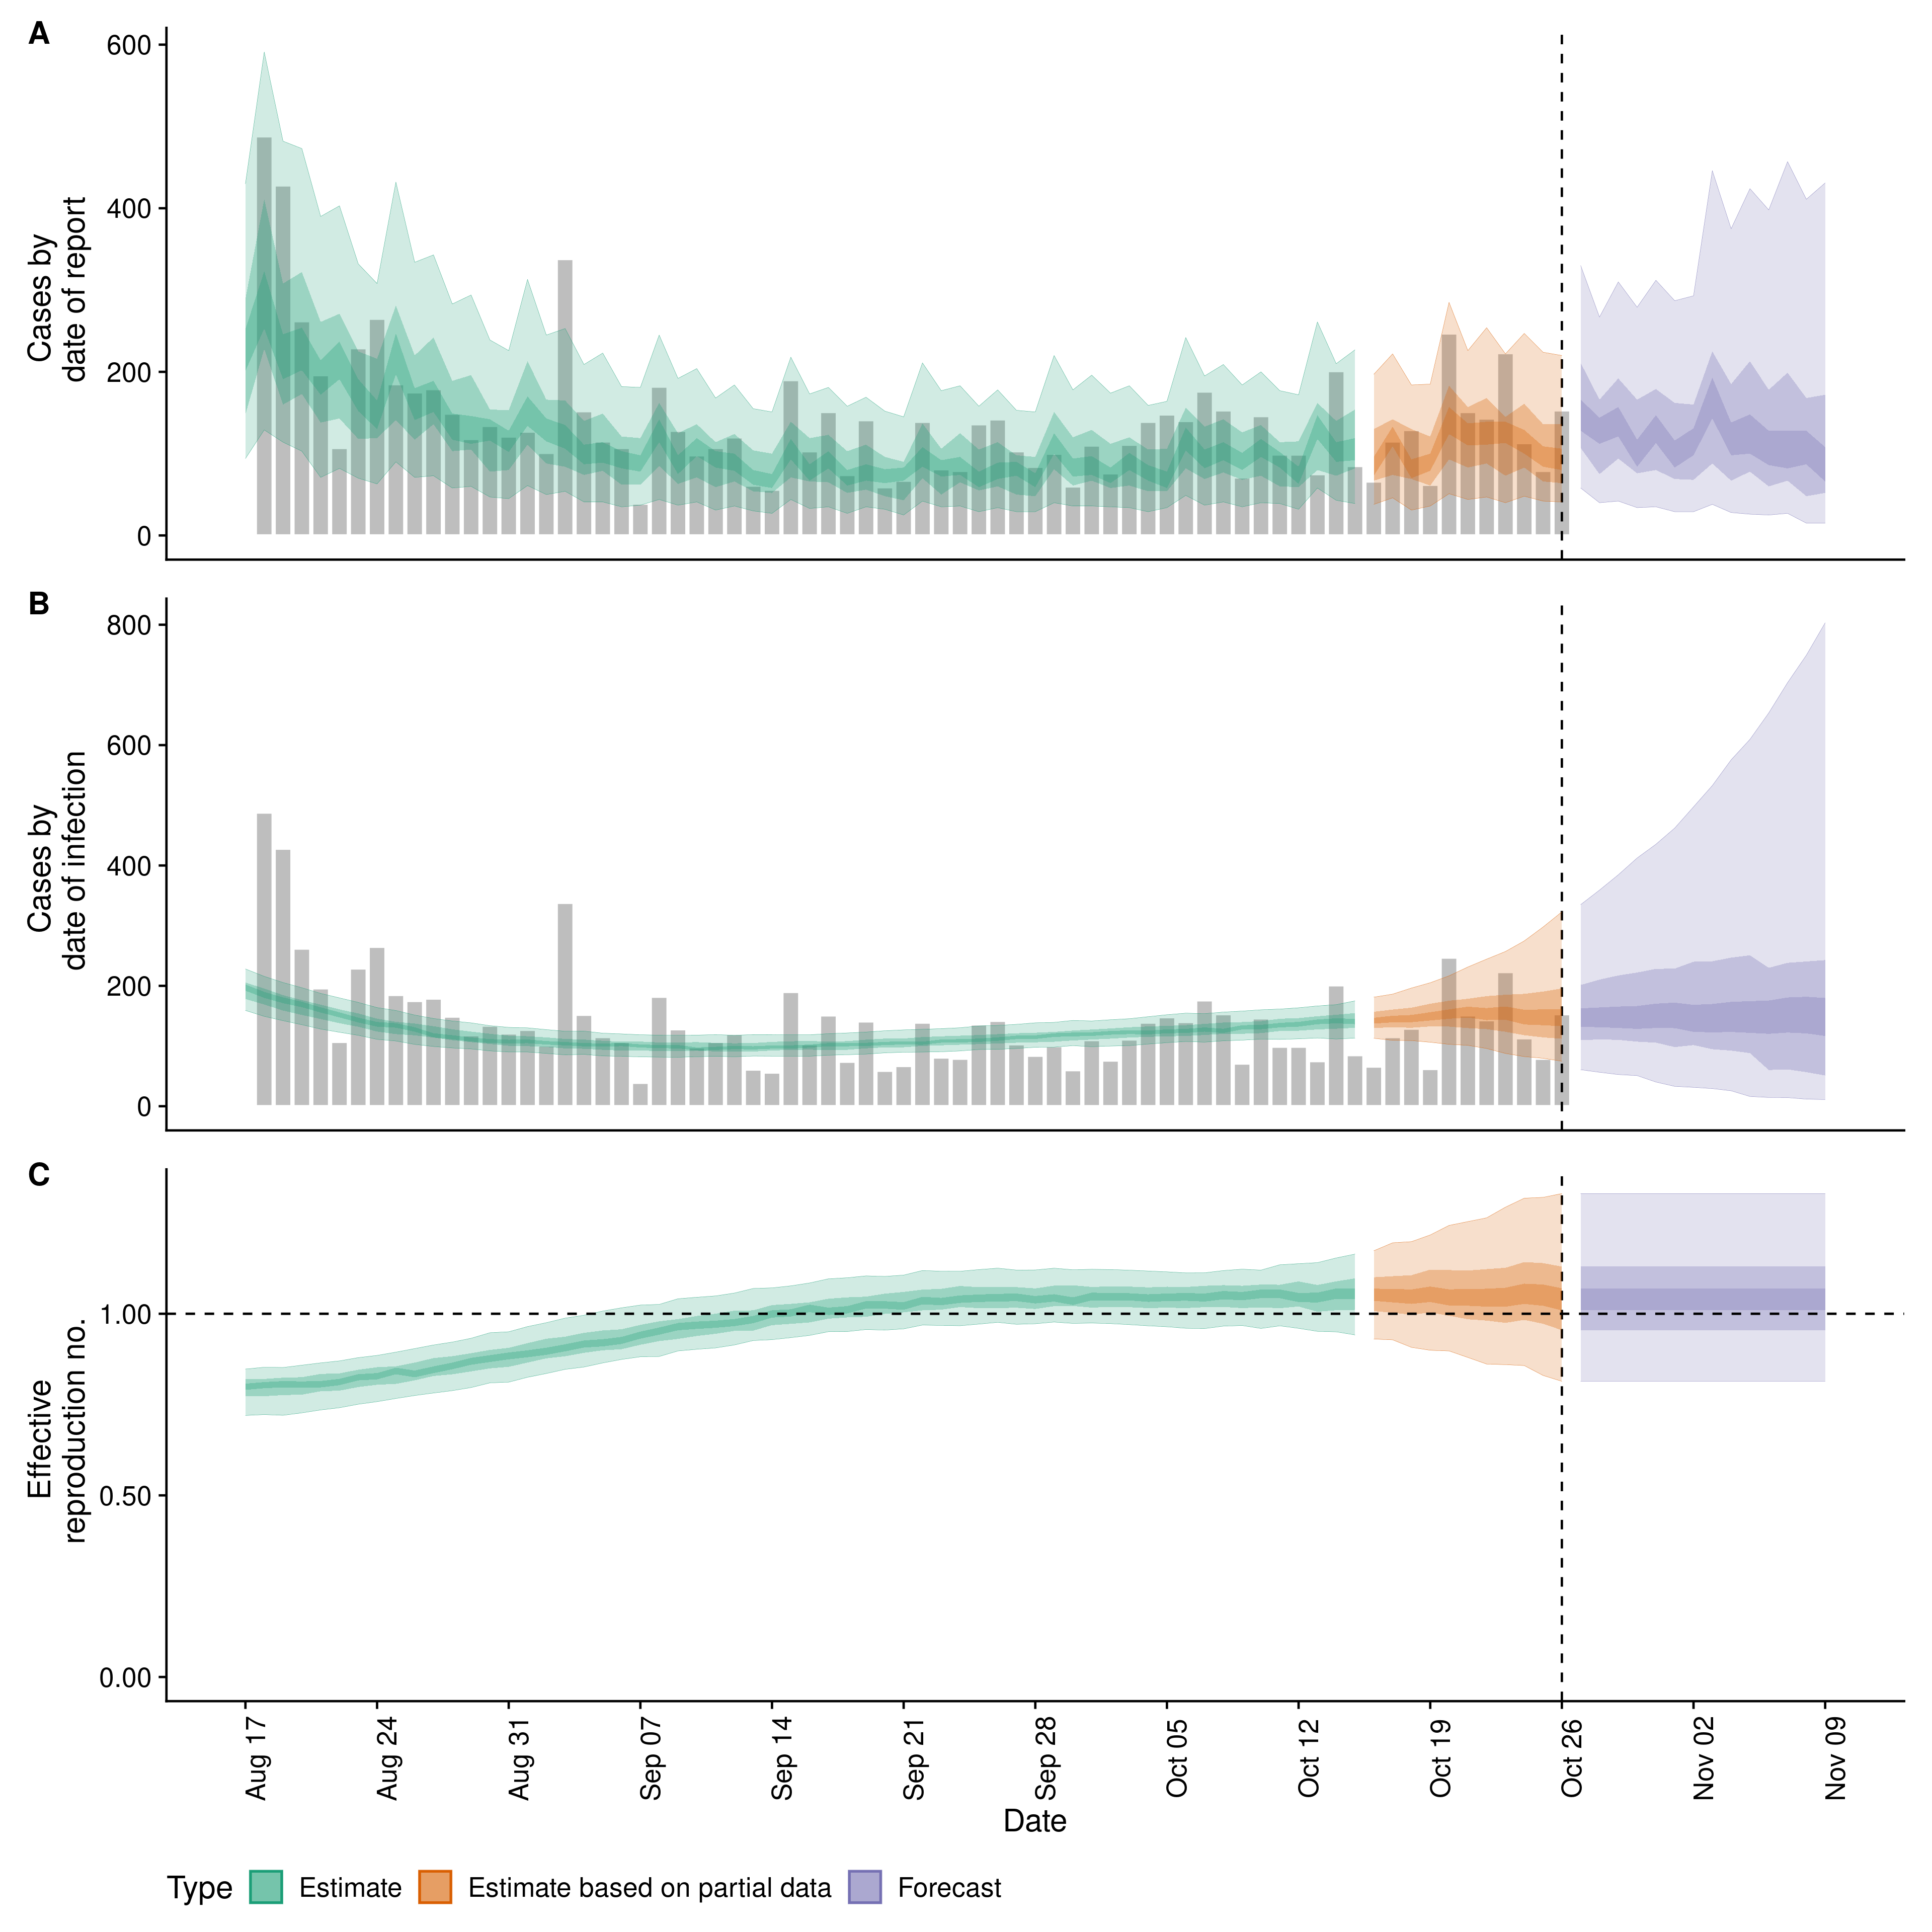 A
600
400
200
0
Cases by
date of report
B
800
600
400
200
0
Cases by
date of infection
C
1.00
0.50
0.00
Effective
reproduction no.
Aug 17
Aug 24
Aug 31
Sep 07
Sep 14
Sep 21
Sep 28
Oct 05
Oct 12
Oct 19
Oct 26
Nov 02
Nov 09
Date
Type Estimate Estimate based on partial data Forecast